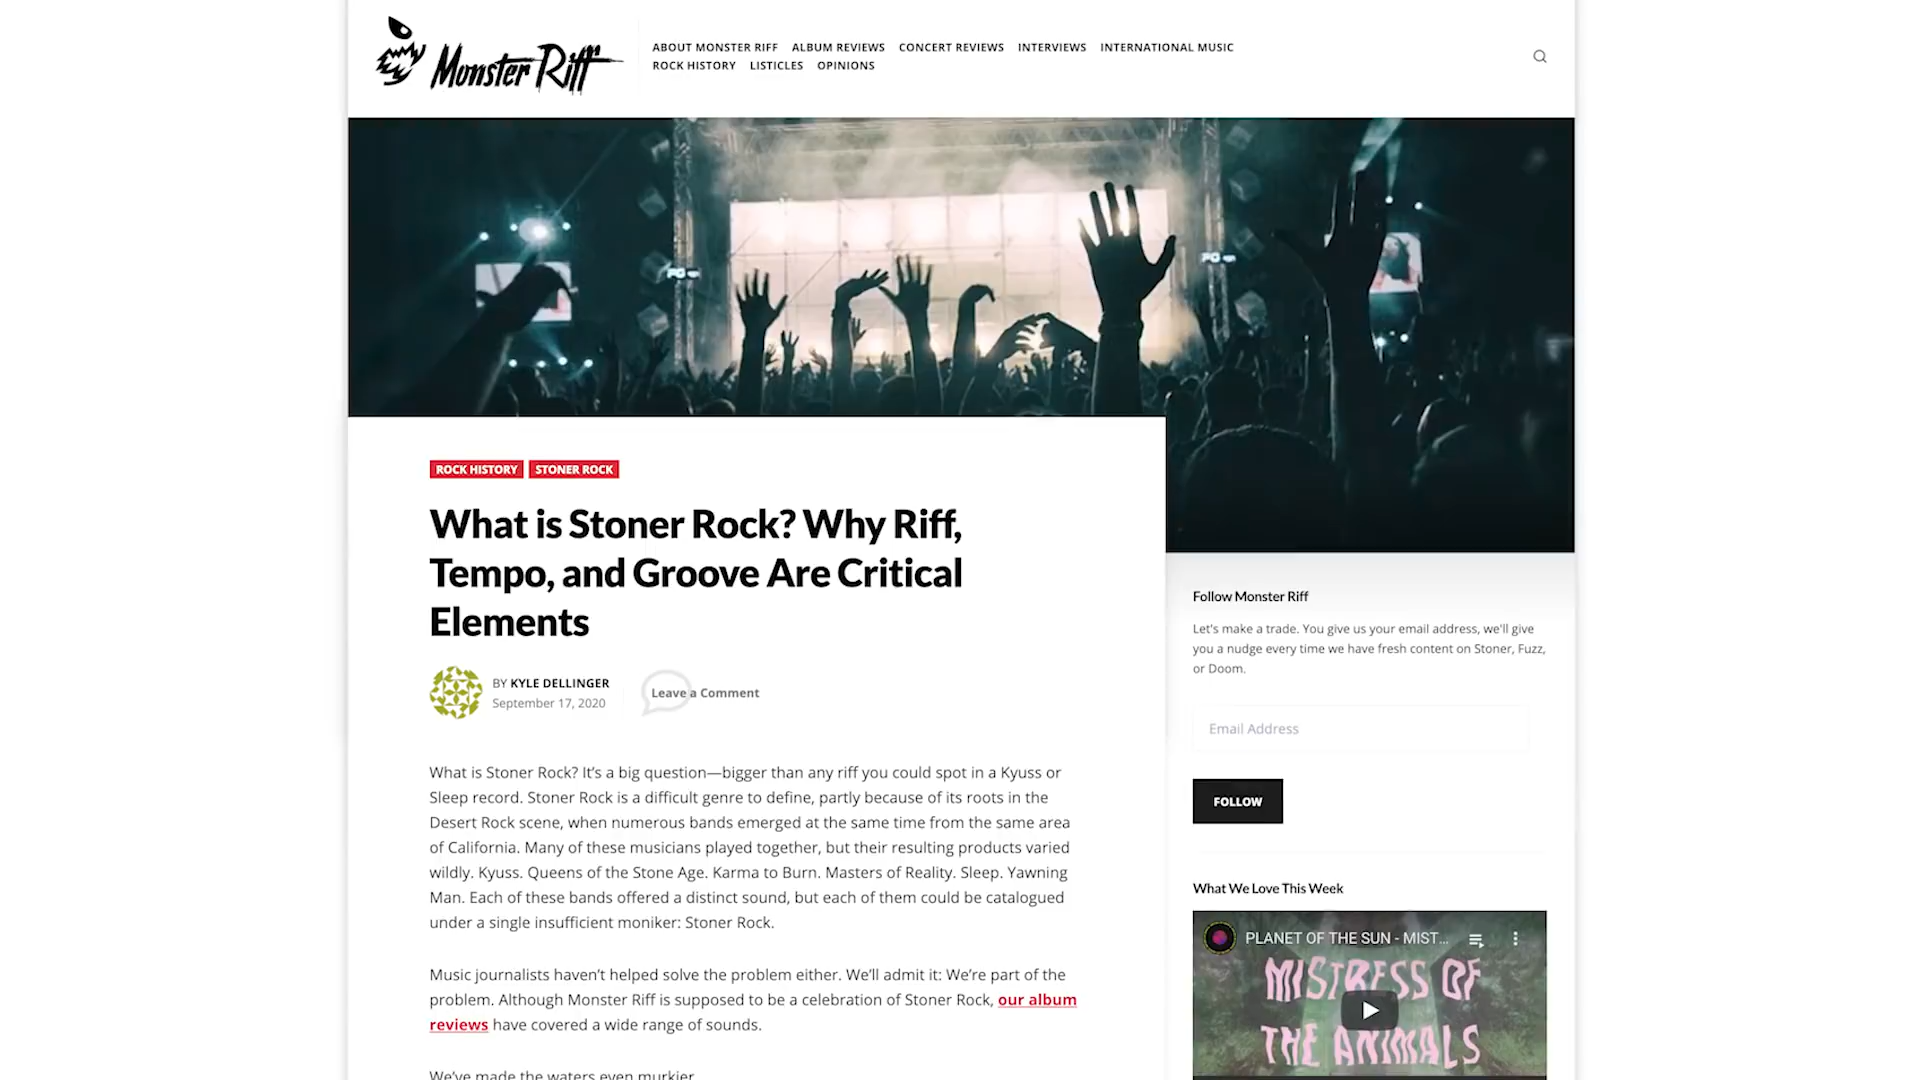 Monster Riff
ABOUT MONSTER RIFF ALBUM REVIEWS CONCERT REVIEWS INTERVIEWS INTERNATIONAL MUSIC
ROCK HISTORY LISTICLES OPINIONS
ROCK HISTORY STONER ROCK
What is Stoner Rock? Why Riff,
Tempo, and Groove Are Critical
Elements
BY KYLE DELLINGER
September 17, 2020
Leave a Comment
What is Stoner Rock? It’s a big question—bigger than any riff you could spot in a Kyuss or
Sleep record. Stoner Rock is a difficult genre to define, partly because of its roots in the
Desert Rock scene, when numerous bands emerged at the same time from the same area
of California. Many of these musicians played together, but their resulting products varied
wildly. Kyuss. Queens of the Stone Age. Karma to Burn. Masters of Reality. Sleep. Yawning
Man. Each of these bands offered a distinct sound, but each of them could be catalogued
under a single insufficient moniker: Stoner Rock.
Music journalists haven’t helped solve the problem either. We’ll admit it: We’re part of the
problem. Although Monster Riff is supposed to be a celebration of Stoner Rock, our album
reviews have covered a wide range of sounds.
We’ve made the waters even murkier
Follow Monster Riff
Let's make a trade. You give us your email address, we'll give
you a nudge every time we have fresh content on Stoner, Fuzz,
or Doom.
Email Address
FOLLOW
What We Love This Week
PLANET OF THE SUN - MIST...
MISTRESS OF
THE ANIMALS